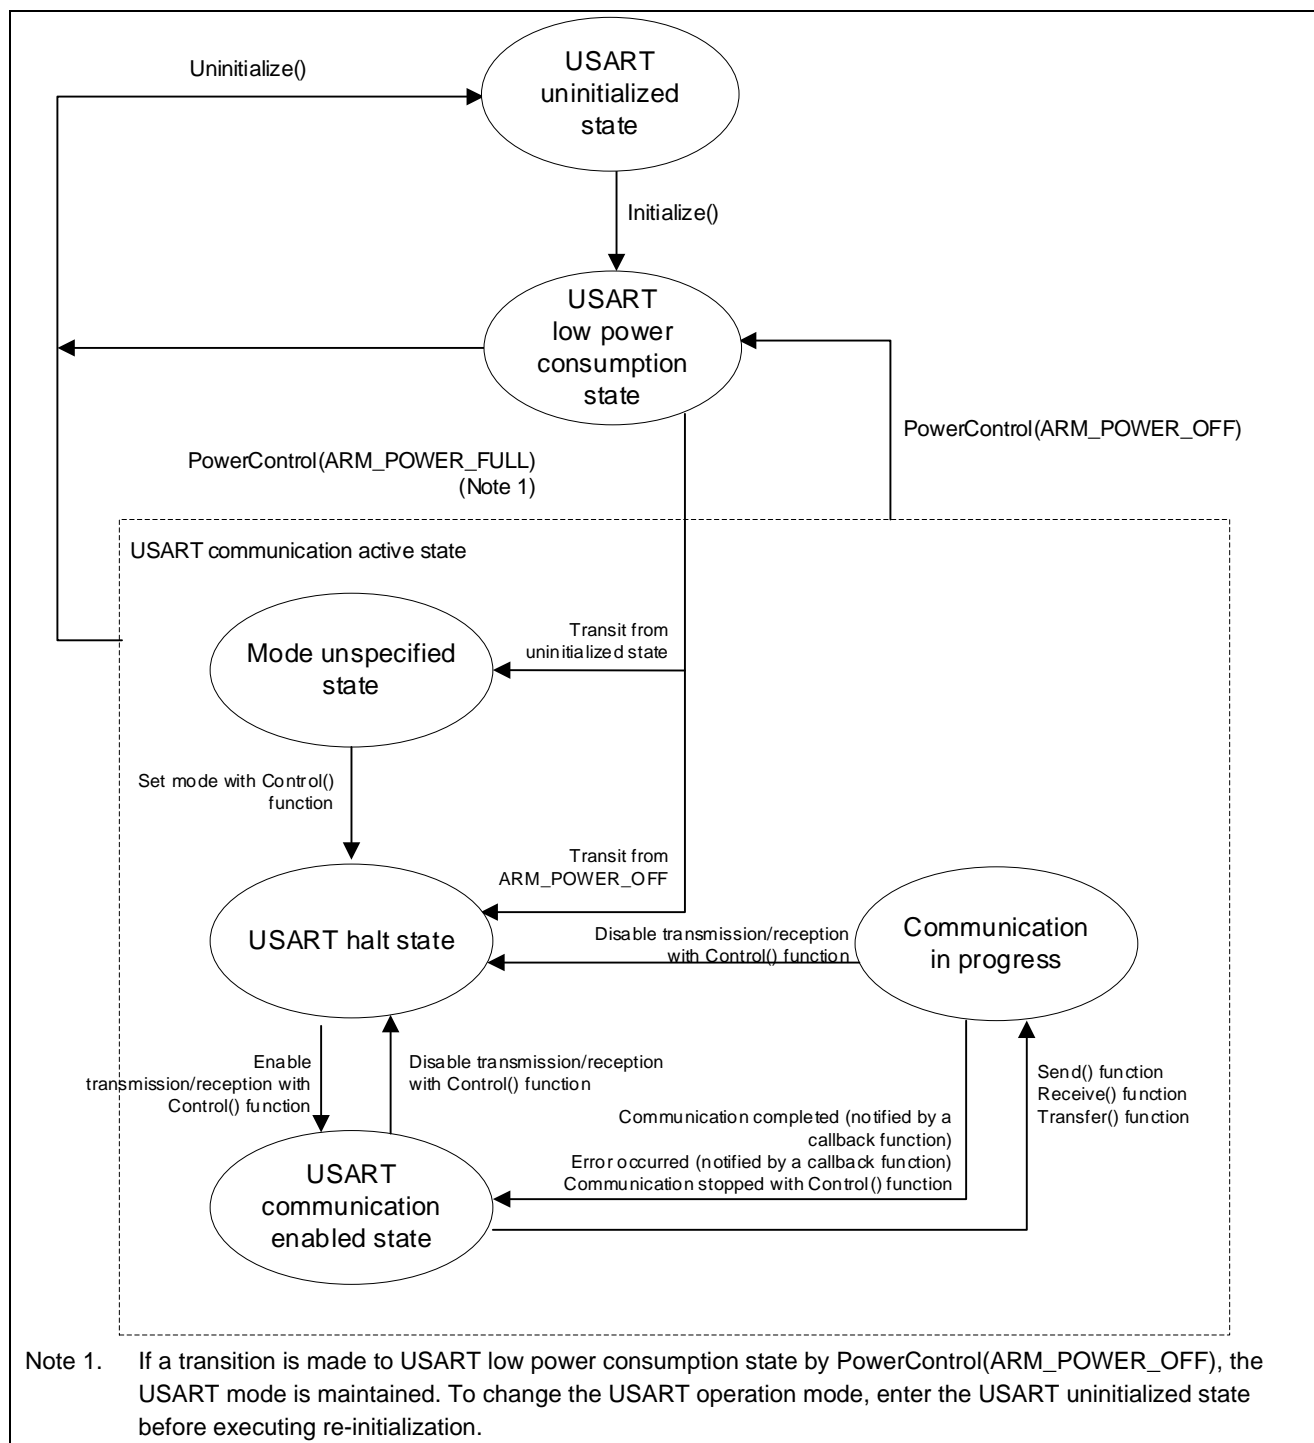 Uninitialize()
USART
uninitialized
state
Initialize()
USART
low power
consumption
state
PowerControl(ARM_POWER_OFF)
PowerControl(ARM_POWER_FULL)
(Note 1)
USART communication active state
Transit from
uninitialized state
Mode unspecified
state
Set mode with Control()
function
Transit from
ARM_POWER_OFF
USART halt state
Disable transmission/reception
with Control() function
Communication
in progress
Enable
transmission/reception with
Control() function
Disable transmission/reception
with Control() function
Send() function
Receive() function
Transfer() function
Communication completed (notified by a
callback function)
Error occurred (notified by a callback function)
Communication stopped with Control() function
USART
communication
enabled state
Note 1. If a transition is made to USART low power consumption state by PowerControl(ARM_POWER_OFF), the
USART mode is maintained. To change the USART operation mode, enter the USART uninitialized state
before executing re-initialization.